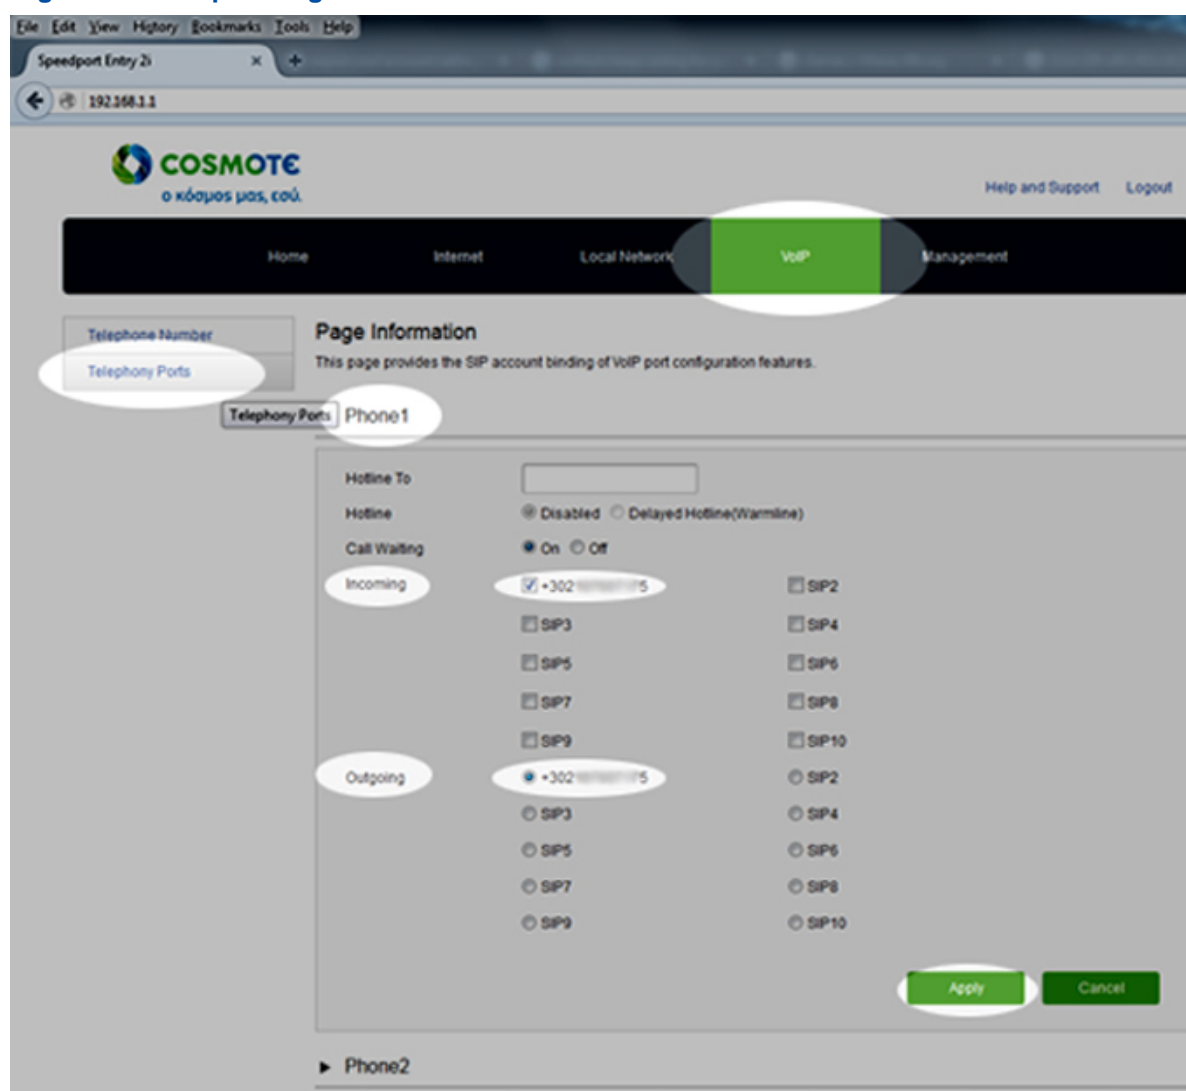 File Edit View History Bookmarks Tools Help
Speedport Entry 2i × +
192.168.1.1
COSMOTE
ο κόσμος μας, εσύ.
Help and Support Logout
Home Internet Local Network VoIP Management
Telephone Number
Telephony Ports
Page Information
This page provides the SIP account binding of VoIP port configuration features.
Telephony Ports
Phone1
Hotline To
Hotline Disabled Delayed Hotline(Warmline)
Call Waiting On Off
Incoming +302 5 SIP2
SIP3 SIP4
SIP5 SIP6
SIP7 SIP8
SIP9 SIP10
Outgoing +302 5 SIP2
SIP3 SIP4
SIP5 SIP6
SIP7 SIP8
SIP9 SIP10
Apply Cancel
Phone2